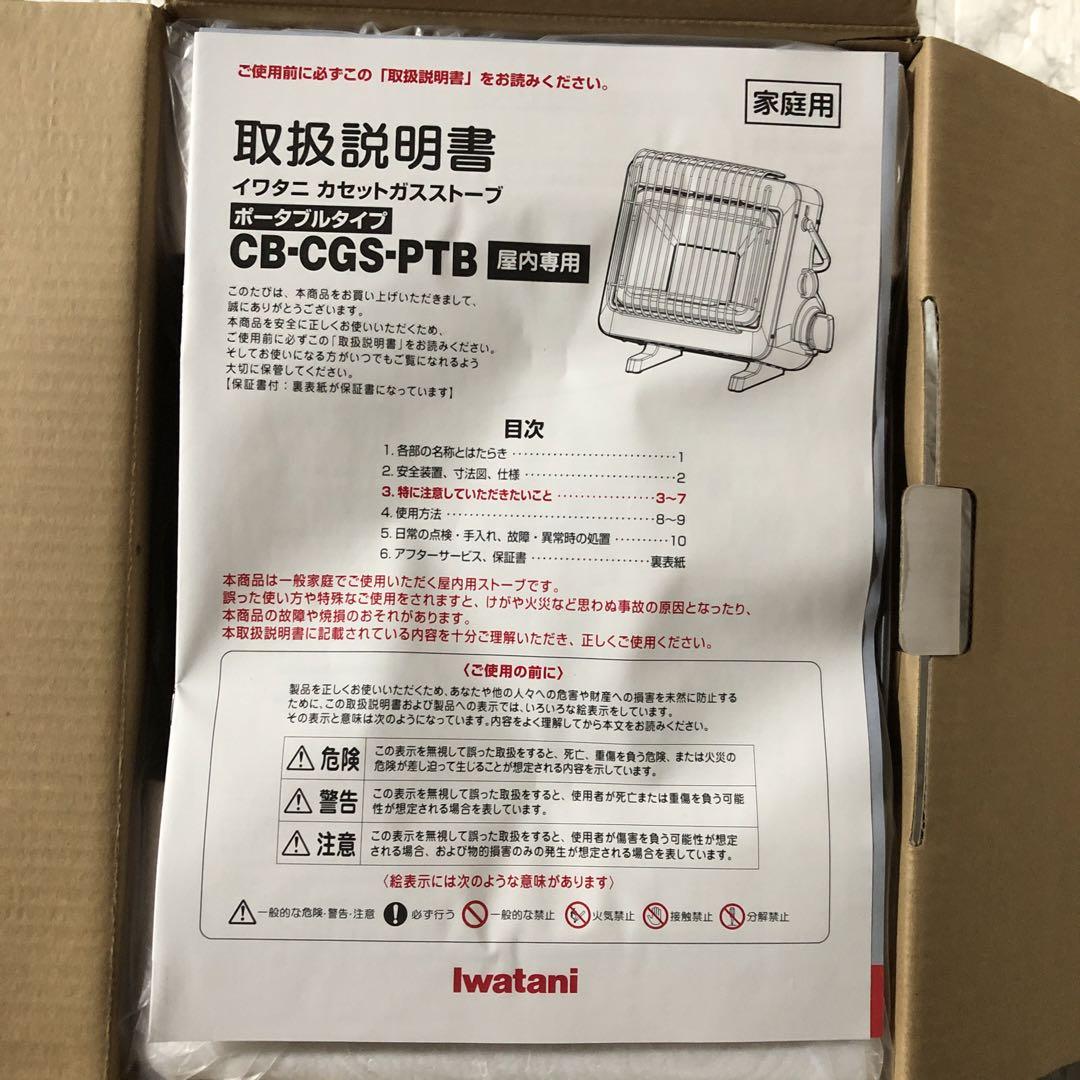 ご使用前に必ずこの「取扱説明書」をお読みください。
家庭用
取扱説明書
イワタニ カセットガスストーブ
ポータブルタイプ
CB-CGS-PTB 屋内専用
このたびは、本商品をお買い上げいただきまして、
誠にありがとうございます。
本商品を安全に正しくお使いいただくため、
ご使用前に必ずこの「取扱説明書」をお読みください。
そしてお使いになる方がいつでもご覧になれるよう
大切に保管してください。
【保証書付：裏表紙が保証書になっています】
目次
1. 各部の名称とはたらき ・・・・・・・・・・・・・・・・・・・・・・・・・・・・1
2. 安全装置、寸法図、仕様 ・・・・・・・・・・・・・・・・・・・・・・・・・・2
3. 特に注意していただきたいこと ・・・・・・・・・・・・・・・・・3～7
4. 使用方法 ・・・・・・・・・・・・・・・・・・・・・・・・・・・・・・・・・・・8～9
5. 日常の点検・手入れ、故障・異常時の処置 ・・・・・・・・・・10
6. アフターサービス、保証書 ・・・・・・・・・・・・・・・・・・・・裏表紙
本商品は一般家庭でご使用いただく屋内用ストーブです。
誤った使い方や特殊なご使用をされますと、けがや火災など思わぬ事故の原因となったり、
本商品の故障や焼損のおそれがあります。
本取扱説明書に記載されている内容を十分ご理解いただき、正しくご使用ください。
〈ご使用の前に〉
製品を正しくお使いいただくため、あなたや他の人々への危害や財産への損害を未然に防止する
ために、この取扱説明書および製品への表示では、いろいろな絵表示をしています。
その表示と意味は次のようになっています。内容をよく理解してから本文をお読みください。
危険 この表示を無視して誤った取扱をすると、死亡、重傷を負う危険、または火災の
危険が差し迫って生じることが想定される内容を示しています。
警告 この表示を無視して誤った取扱をすると、使用者が死亡または重傷を負う可能
性が想定される場合を表しています。
注意 この表示を無視して誤った取扱をすると、使用者が傷害を負う可能性が想定
される場合、および物的損害のみの発生が想定される場合を表しています。
〈絵表示には次のような意味があります〉
一般的な危険・警告・注意 必ず行う 一般的な禁止 火気禁止 接触禁止 分解禁止
Iwatani